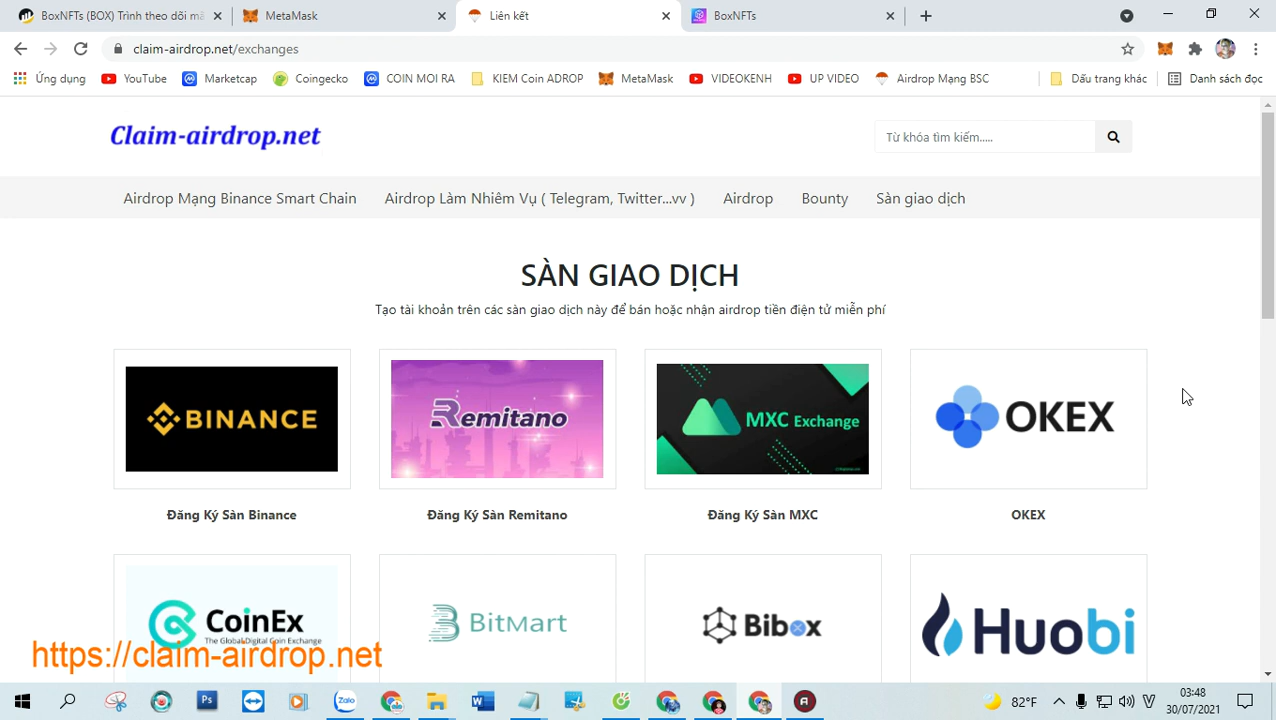 BoxNFTs (BOX) Trình theo dõi mã
MetaMask
Liên kết
BoxNFTs
claim-airdrop.net/exchanges
Ứng dụng
YouTube
Marketcap
Coingecko
COIN MOI RA
KIEM Coin ADROP
MetaMask
VIDEOKENH
UP VIDEO
Airdrop Mạng BSC
Dấu trang khác
Danh sách đọc
Claim-airdrop.net
Từ khóa tìm kiếm.....
Airdrop Mạng Binance Smart Chain
Airdrop Làm Nhiêm Vụ ( Telegram, Twitter...vv )
Airdrop
Bounty
Sàn giao dịch
SÀN GIAO DỊCH
Tạo tài khoản trên các sàn giao dịch này để bán hoặc nhận airdrop tiền điện tử miễn phí
BINANCE
Remitano
MXC Exchange
OKEX
Đăng Ký Sàn Binance
Đăng Ký Sàn Remitano
Đăng Ký Sàn MXC
OKEX
CoinEx
The Global Digital Coin Exchange
BitMart
Bibox
Huobi
https://claim-airdrop.net
Ps
Zalo
W
A
82°F
V
03:48
30/07/2021